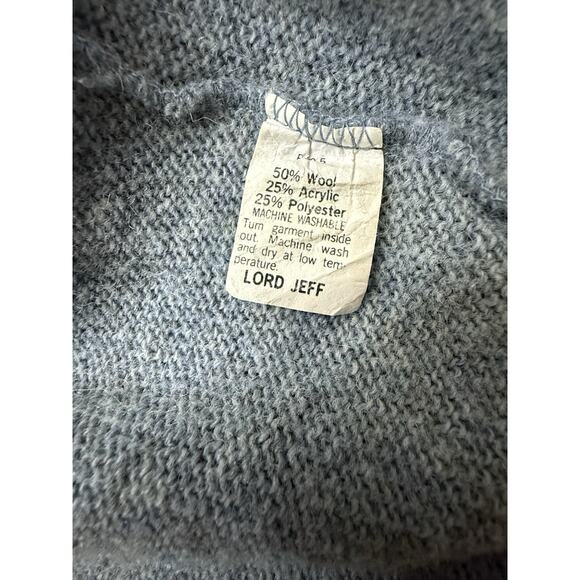 50% Wool
25% Acrylic
25% Polyester
MACHINE WASHABLE
Turn garment inside
out. Machine wash
and dry at low tem-
perature.
LORD JEFF